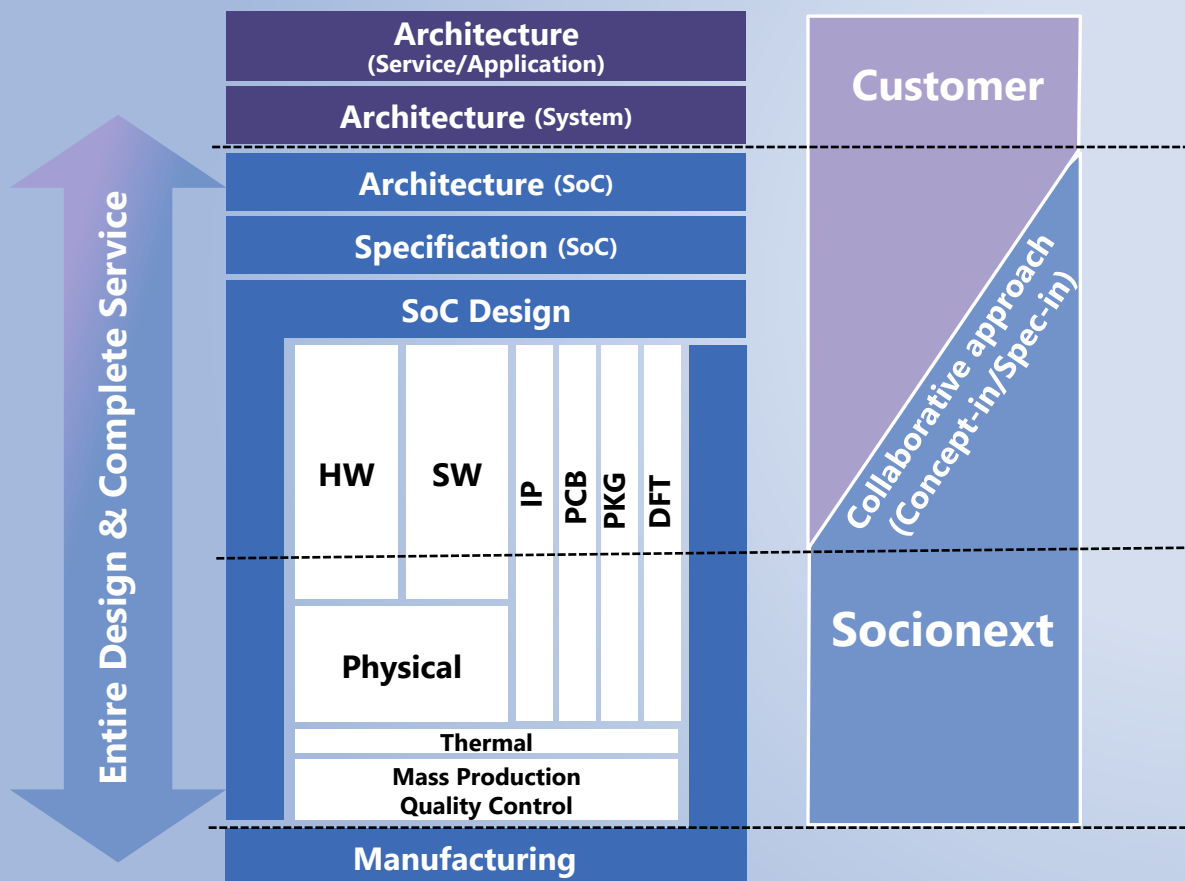 Architecture
(Service/Application)
Architecture (System)
Architecture (SoC)
Specification (SoC)
SoC Design
HW
SW
IP
PCB
PKG
DFT
Physical
Thermal
Mass Production
Quality Control
Manufacturing
Entire Design & Complete Service
Customer
Collaborative approach
(Concept-in/Spec-in)
Socionext